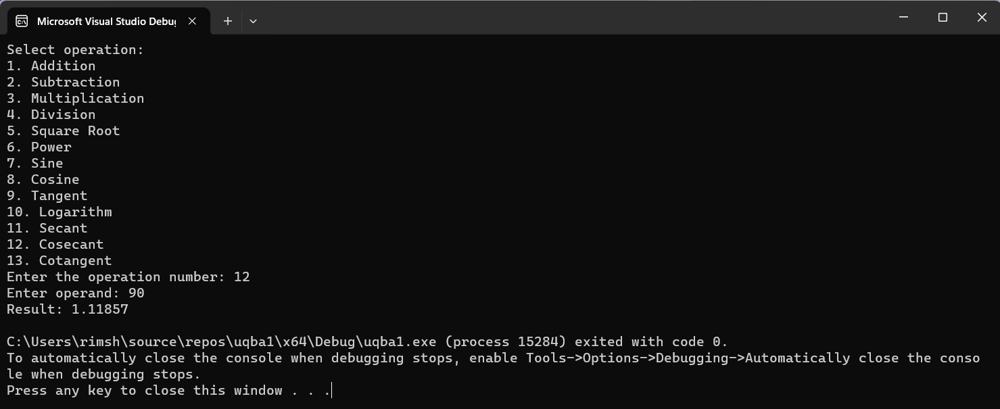 Microsoft Visual Studio Debu
Select operation:
1. Addition
2. Subtraction
3. Multiplication
4. Division
5. Square Root
6. Power
7. Sine
8. Cosine
9. Tangent
10. Logarithm
11. Secant
12. Cosecant
13. Cotangent
Enter the operation number: 12
Enter operand: 90
Result: 1.11857
C:\Users\rimsh\source\repos\uqba1\x64\Debug\uqba1.exe (process 15284) exited with code 0.
To automatically close the console when debugging stops, enable Tools->Options->Debugging->Automatically close the conso
le when debugging stops.
Press any key to close this window . . .